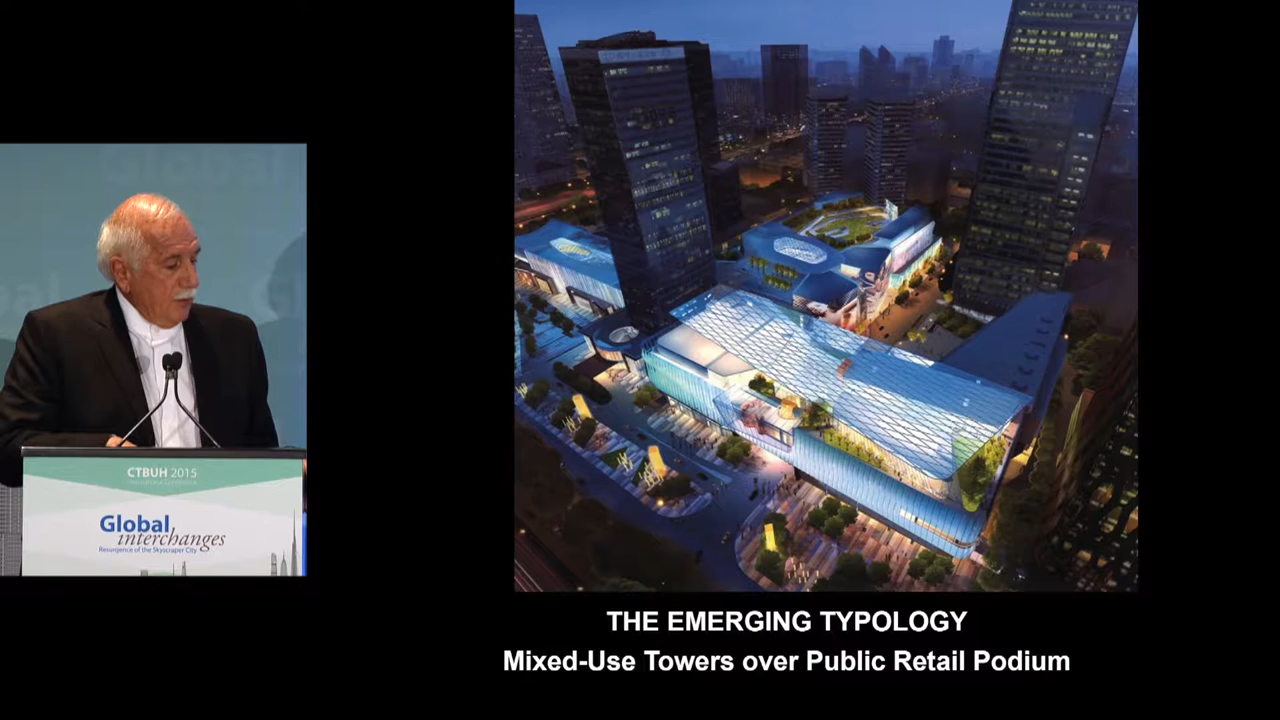 CTBUH 2015
Global
interchanges
Resurgence of the Skyscraper City
THE EMERGING TYPOLOGY
Mixed-Use Towers over Public Retail Podium